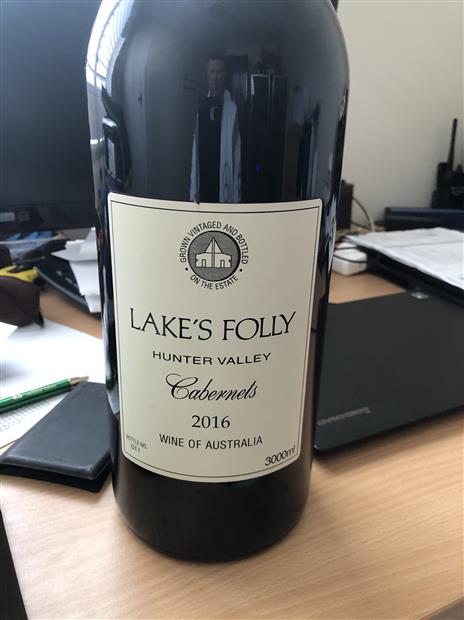 GROWN VINTAGED AND BOTTLED
• ON THE ESTATE •
LAKE'S FOLLY
HUNTER VALLEY
Cabernets
2016
WINE OF AUSTRALIA
BOTTLE NO.
011
3000ml
lenovo